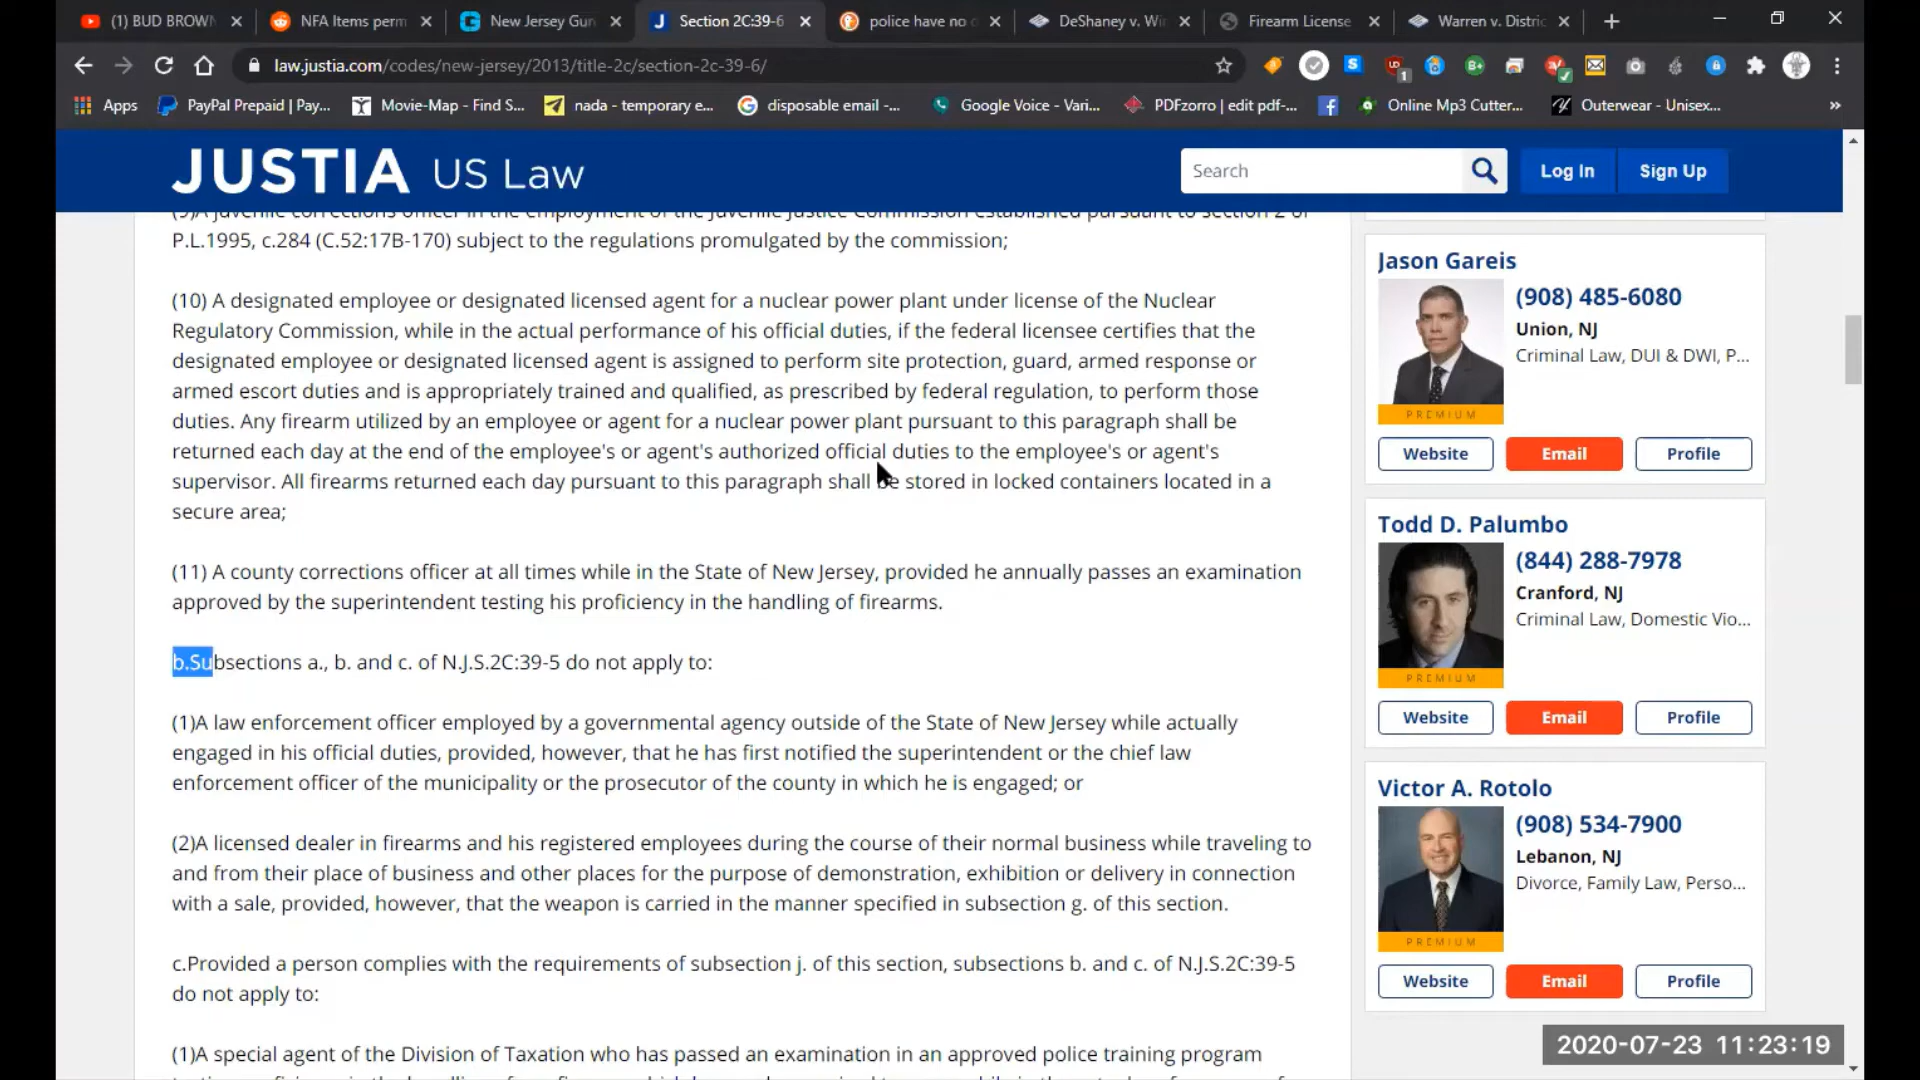 (1) BUD BROWN
NFA Items perm
New Jersey Gun
Section 2C:39-6
police have no d
DeShaney v. Wi
Firearm License
Warren v. Distric
law.justia.com/codes/new-jersey/2013/title-2c/section-2c-39-6/
Apps
PayPal Prepaid | Pay...
Movie-Map - Find S...
nada - temporary e...
disposable email -...
Google Voice - Vari...
PDFzorro | edit pdf-...
Online Mp3 Cutter...
Outerwear - Unisex...
JUSTIA US Law
Search
Log In
Sign Up
(9)A juvenile corrections officer in the employment of the Juvenile Justice Commission established pursuant to section 2 of
P.L.1995, c.284 (C.52:17B-170) subject to the regulations promulgated by the commission;
(10) A designated employee or designated licensed agent for a nuclear power plant under license of the Nuclear
Regulatory Commission, while in the actual performance of his official duties, if the federal licensee certifies that the
designated employee or designated licensed agent is assigned to perform site protection, guard, armed response or
armed escort duties and is appropriately trained and qualified, as prescribed by federal regulation, to perform those
duties. Any firearm utilized by an employee or agent for a nuclear power plant pursuant to this paragraph shall be
returned each day at the end of the employee's or agent's authorized official duties to the employee's or agent's
supervisor. All firearms returned each day pursuant to this paragraph shall be stored in locked containers located in a
secure area;
(11) A county corrections officer at all times while in the State of New Jersey, provided he annually passes an examination
approved by the superintendent testing his proficiency in the handling of firearms.
b.Subsections a., b. and c. of N.J.S.2C:39-5 do not apply to:
(1)A law enforcement officer employed by a governmental agency outside of the State of New Jersey while actually
engaged in his official duties, provided, however, that he has first notified the superintendent or the chief law
enforcement officer of the municipality or the prosecutor of the county in which he is engaged; or
(2)A licensed dealer in firearms and his registered employees during the course of their normal business while traveling to
and from their place of business and other places for the purpose of demonstration, exhibition or delivery in connection
with a sale, provided, however, that the weapon is carried in the manner specified in subsection g. of this section.
c.Provided a person complies with the requirements of subsection j. of this section, subsections b. and c. of N.J.S.2C:39-5
do not apply to:
(1)A special agent of the Division of Taxation who has passed an examination in an approved police training program
Jason Gareis
(908) 485-6080
Union, NJ
Criminal Law, DUI & DWI, P...
PREMIUM
Website
Email
Profile
Todd D. Palumbo
(844) 288-7978
Cranford, NJ
Criminal Law, Domestic Vio...
PREMIUM
Website
Email
Profile
Victor A. Rotolo
(908) 534-7900
Lebanon, NJ
Divorce, Family Law, Perso...
PREMIUM
Website
Email
Profile
2020-07-23 11:23:19